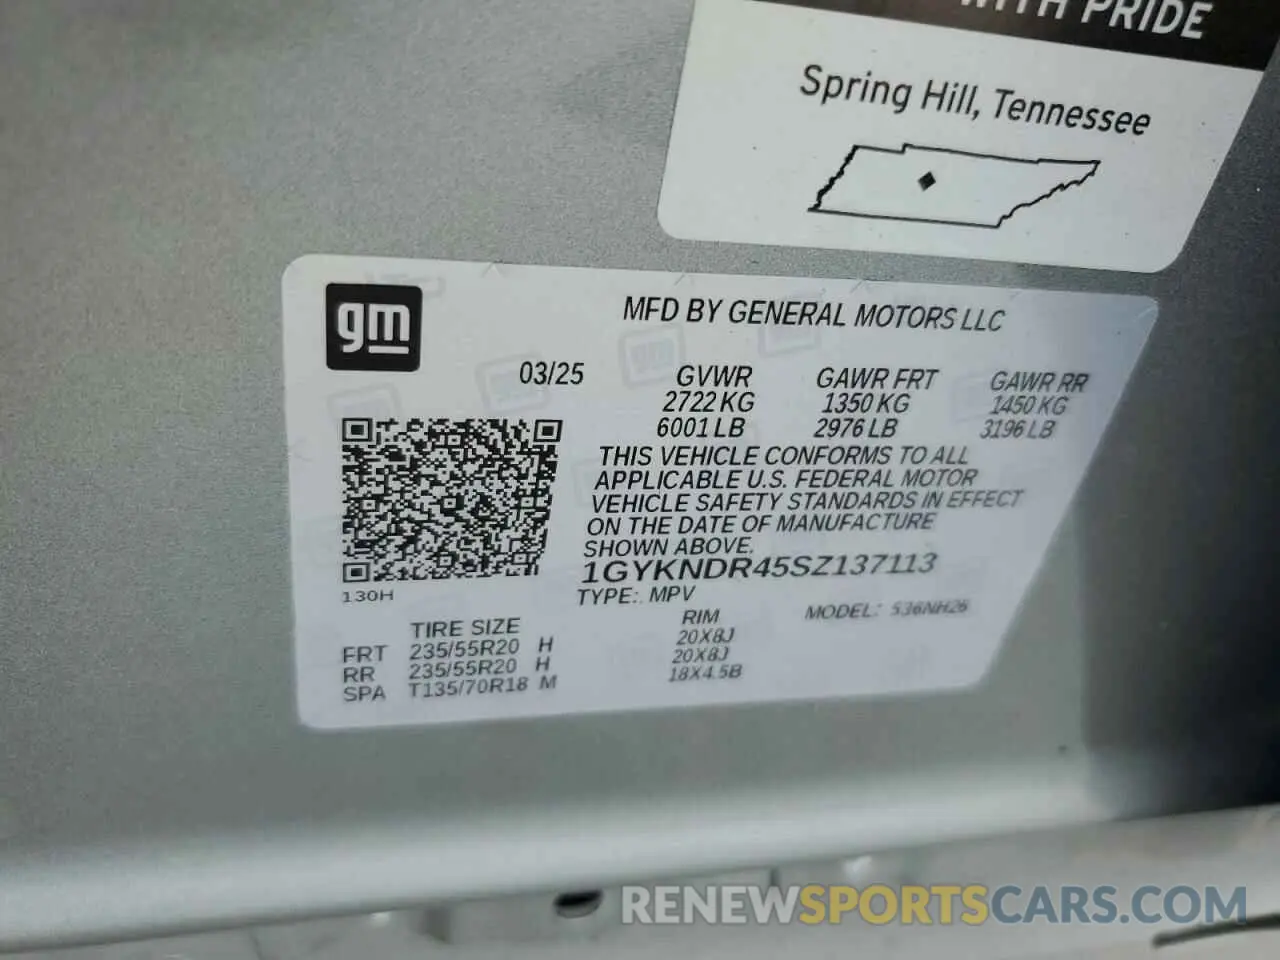 WITH PRIDE
Spring Hill, Tennessee
gm
MFD BY GENERAL MOTORS LLC
03/25 GVWR GAWR FRT GAWR RR
2722 KG 1350 KG 1450 KG
6001 LB 2976 LB 3196 LB
THIS VEHICLE CONFORMS TO ALL
APPLICABLE U.S. FEDERAL MOTOR
VEHICLE SAFETY STANDARDS IN EFFECT
ON THE DATE OF MANUFACTURE
SHOWN ABOVE.
1GYKNDR45SZ137113
130H
TYPE: MPV
MODEL: 536NH26
TIRE SIZE RIM
FRT 235/55R20 H 20X8J
RR 235/55R20 H 20X8J
SPA T135/70R18 M 18X4.5B
RENEWSPORTSCARS.COM